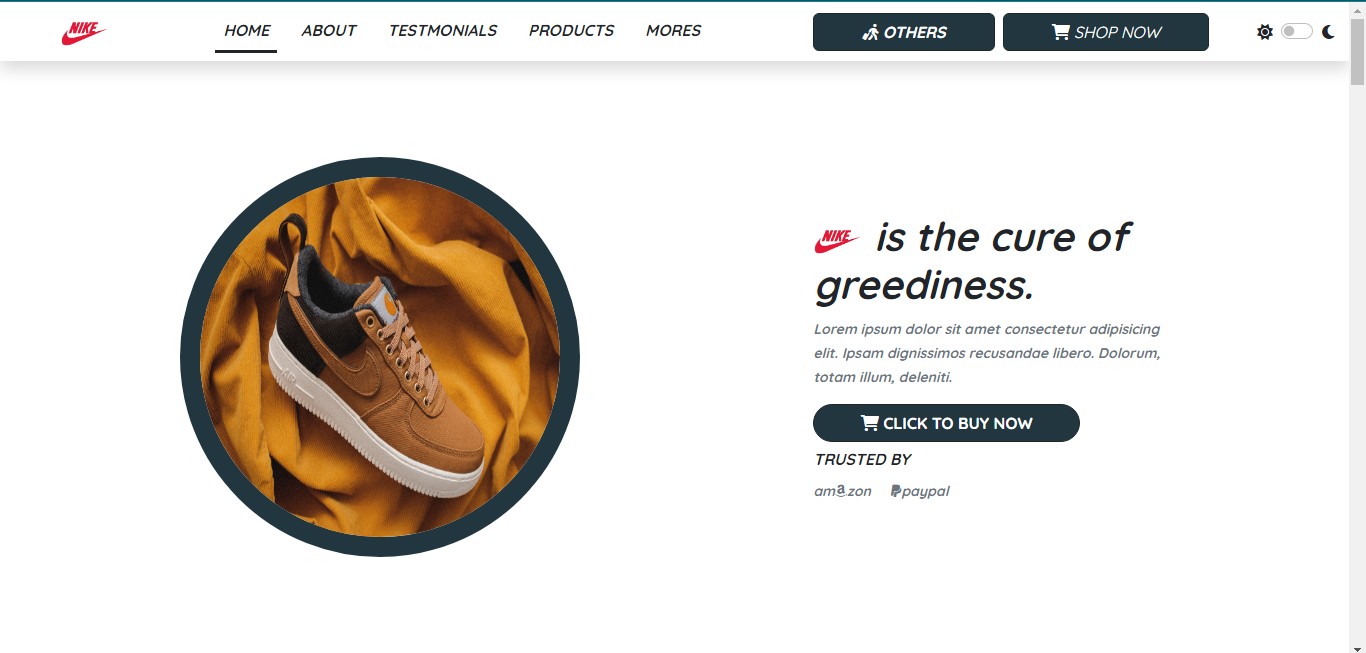 NIKE HOME ABOUT TESTMONIALS PRODUCTS MORES OTHERS SHOP NOW
NIKE is the cure of
greediness.
Lorem ipsum dolor sit amet consectetur adipisicing
elit. Ipsam dignissimos recusandae libero. Dolorum,
totam illum, deleniti.
CLICK TO BUY NOW
TRUSTED BY
amazon paypal
AIR